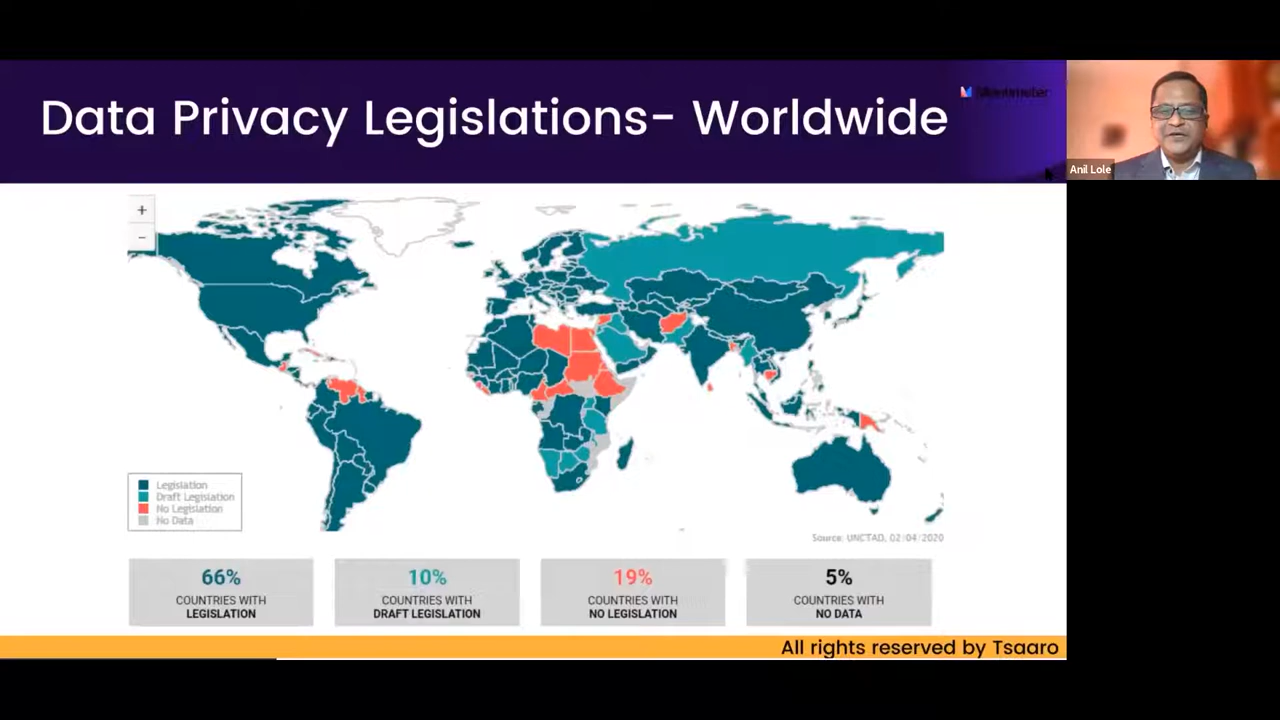 Data Privacy Legislations- Worldwide
Mentimeter
Anil Lole
+
-
Legislation
Draft Legislation
No Legislation
No Data
Source: UNCTAD, 02/04/2020
66%
COUNTRIES WITH
LEGISLATION
10%
COUNTRIES WITH
DRAFT LEGISLATION
19%
COUNTRIES WITH
NO LEGISLATION
5%
COUNTRIES WITH
NO DATA
All rights reserved by Tsaaro